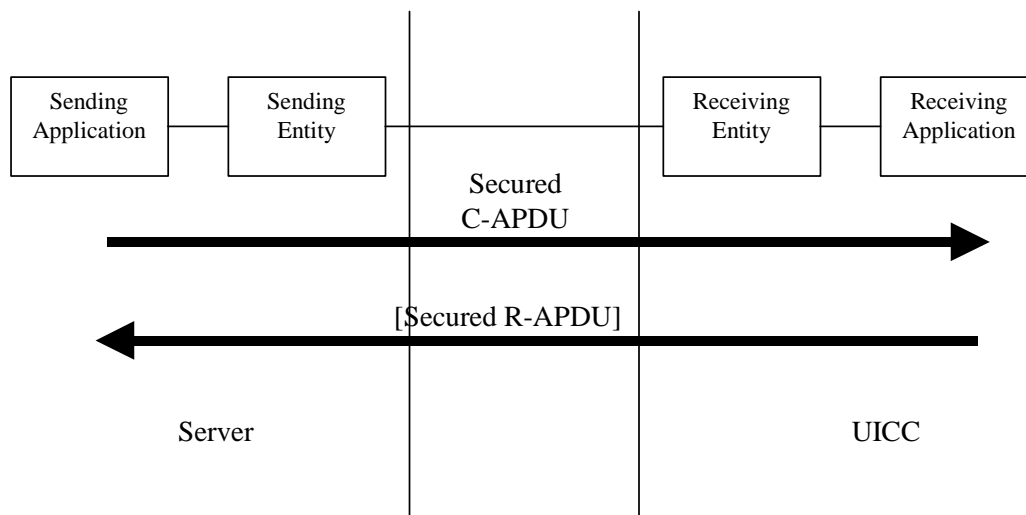 Sending
Application
Sending
Entity
Receiving
Entity
Receiving
Application
Secured
C-APDU
[Secured R-APDU]
Server
UICC